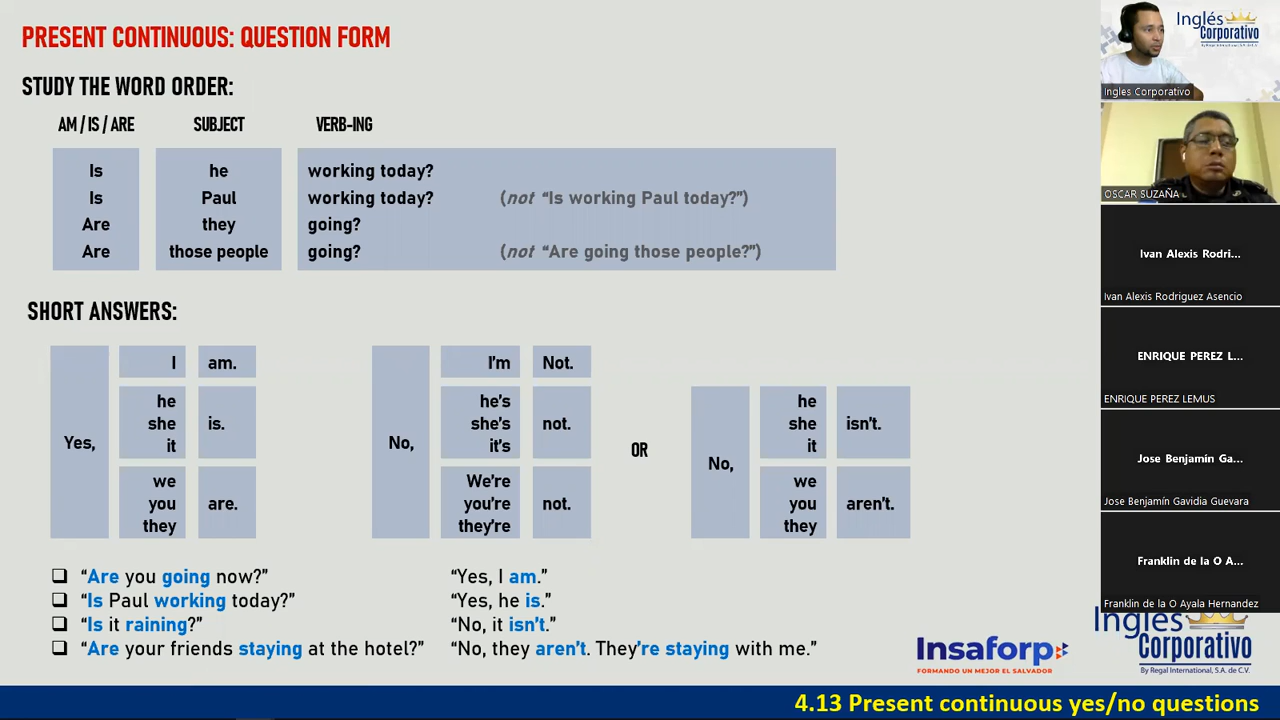 PRESENT CONTINUOUS: QUESTION FORM
STUDY THE WORD ORDER:
AM / IS / ARE SUBJECT VERB-ING
Is he working today?
Is Paul working today? (not “Is working Paul today?”)
Are they going?
Are those people going? (not “Are going those people?”)
SHORT ANSWERS:
Yes,
I am.
he
she is.
it
we
you are.
they
No,
I’m Not.
he’s
she’s not.
it’s
We’re
you’re not.
they’re
OR
No,
he
she isn’t.
it
we
you aren’t.
they
❑ “Are you going now?” “Yes, I am.”
❑ “Is Paul working today?” “Yes, he is.”
❑ “Is it raining?” “No, it isn’t.”
❑ “Are your friends staying at the hotel?” “No, they aren’t. They’re staying with me.”
Insaforp
FORMANDO UN MEJOR EL SALVADOR
Inglés
Corporativo
By Regal International, S.A. de C.V.
4.13 Present continuous yes/no questions
Inglés
Corporativo
By Regal International, S.A. de C.V.
Ingles Corporativo
OSCAR SUZAÑA
Ivan Alexis Rodri...
Ivan Alexis Rodriguez Asencio
ENRIQUE PEREZ L...
ENRIQUE PEREZ LEMUS
Jose Benjamín Ga...
Jose Benjamín Gavidia Guevara
Franklin de la O A...
Franklin de la O Ayala Hernandez